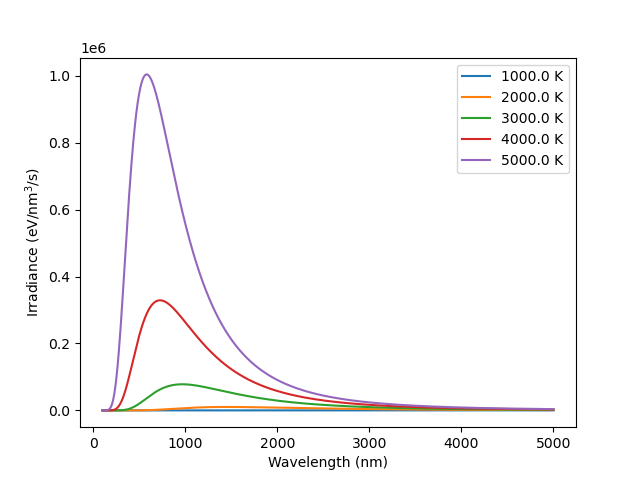 1e6
1.0
0.8
0.6
0.4
0.2
0.0
Irradiance (eV/nm³/s)
0 1000 2000 3000 4000 5000
Wavelength (nm)
1000.0 K
2000.0 K
3000.0 K
4000.0 K
5000.0 K